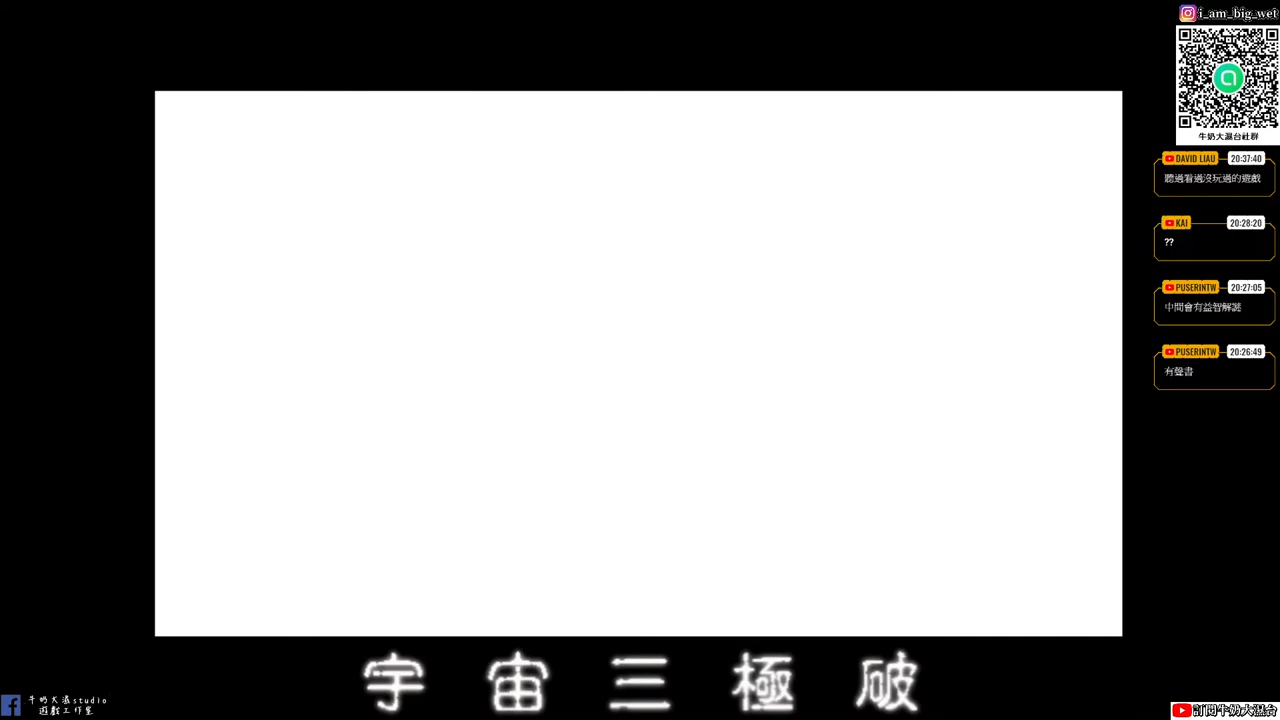 i_am_big_wet
牛奶大濕台社群
DAVID LIAU 20:37:40
聽過看過沒玩過的遊戲
KAI 20:28:20
??
PUSERINTW 20:27:05
中間會有益智解謎
PUSERINTW 20:26:49
有聲書
宇宙三極破
牛奶大濕studio
遊戲工作室
訂閱牛奶大濕台